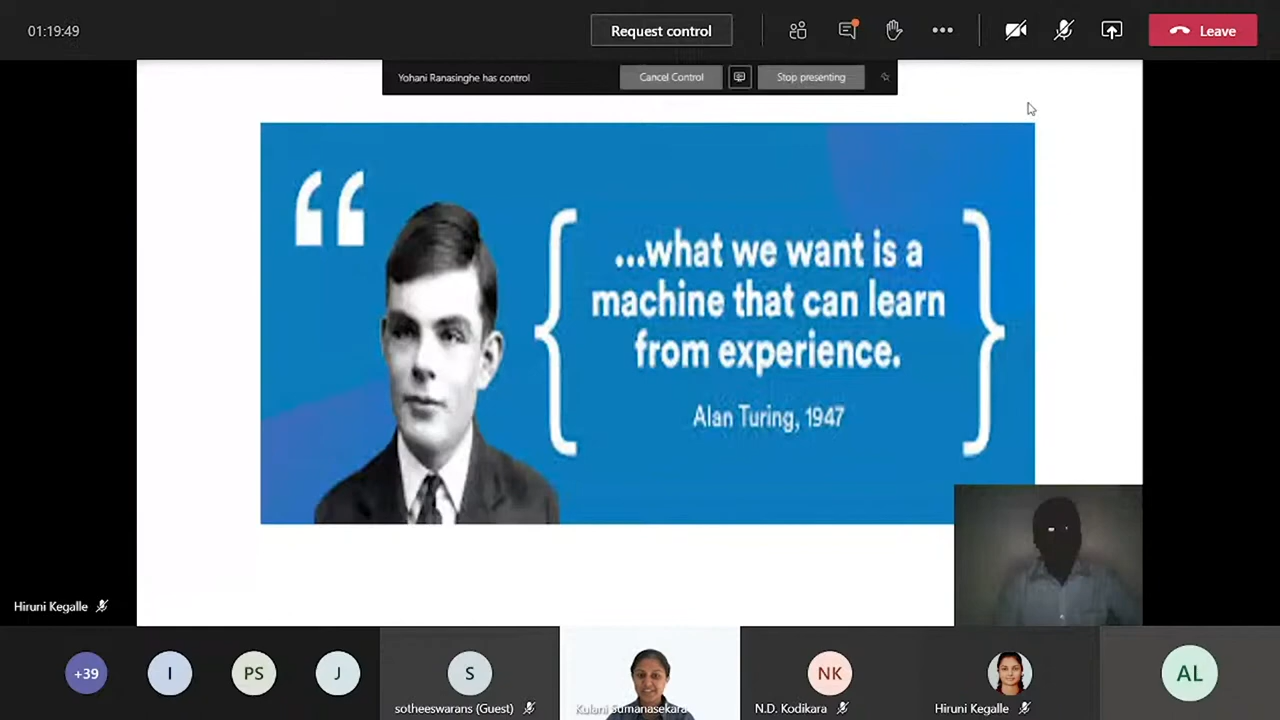 01:19:49
Request control
Leave
Yohani Ranasinghe has control
Cancel Control
Stop presenting
“
...what we want is a
machine that can learn
from experience.
Alan Turing, 1947
Hiruni Kegalle
+39
I
PS
J
S
NK
AL
sotheeswarans (Guest)
Kulani Sumanasekara
N.D. Kodikara
Hiruni Kegalle